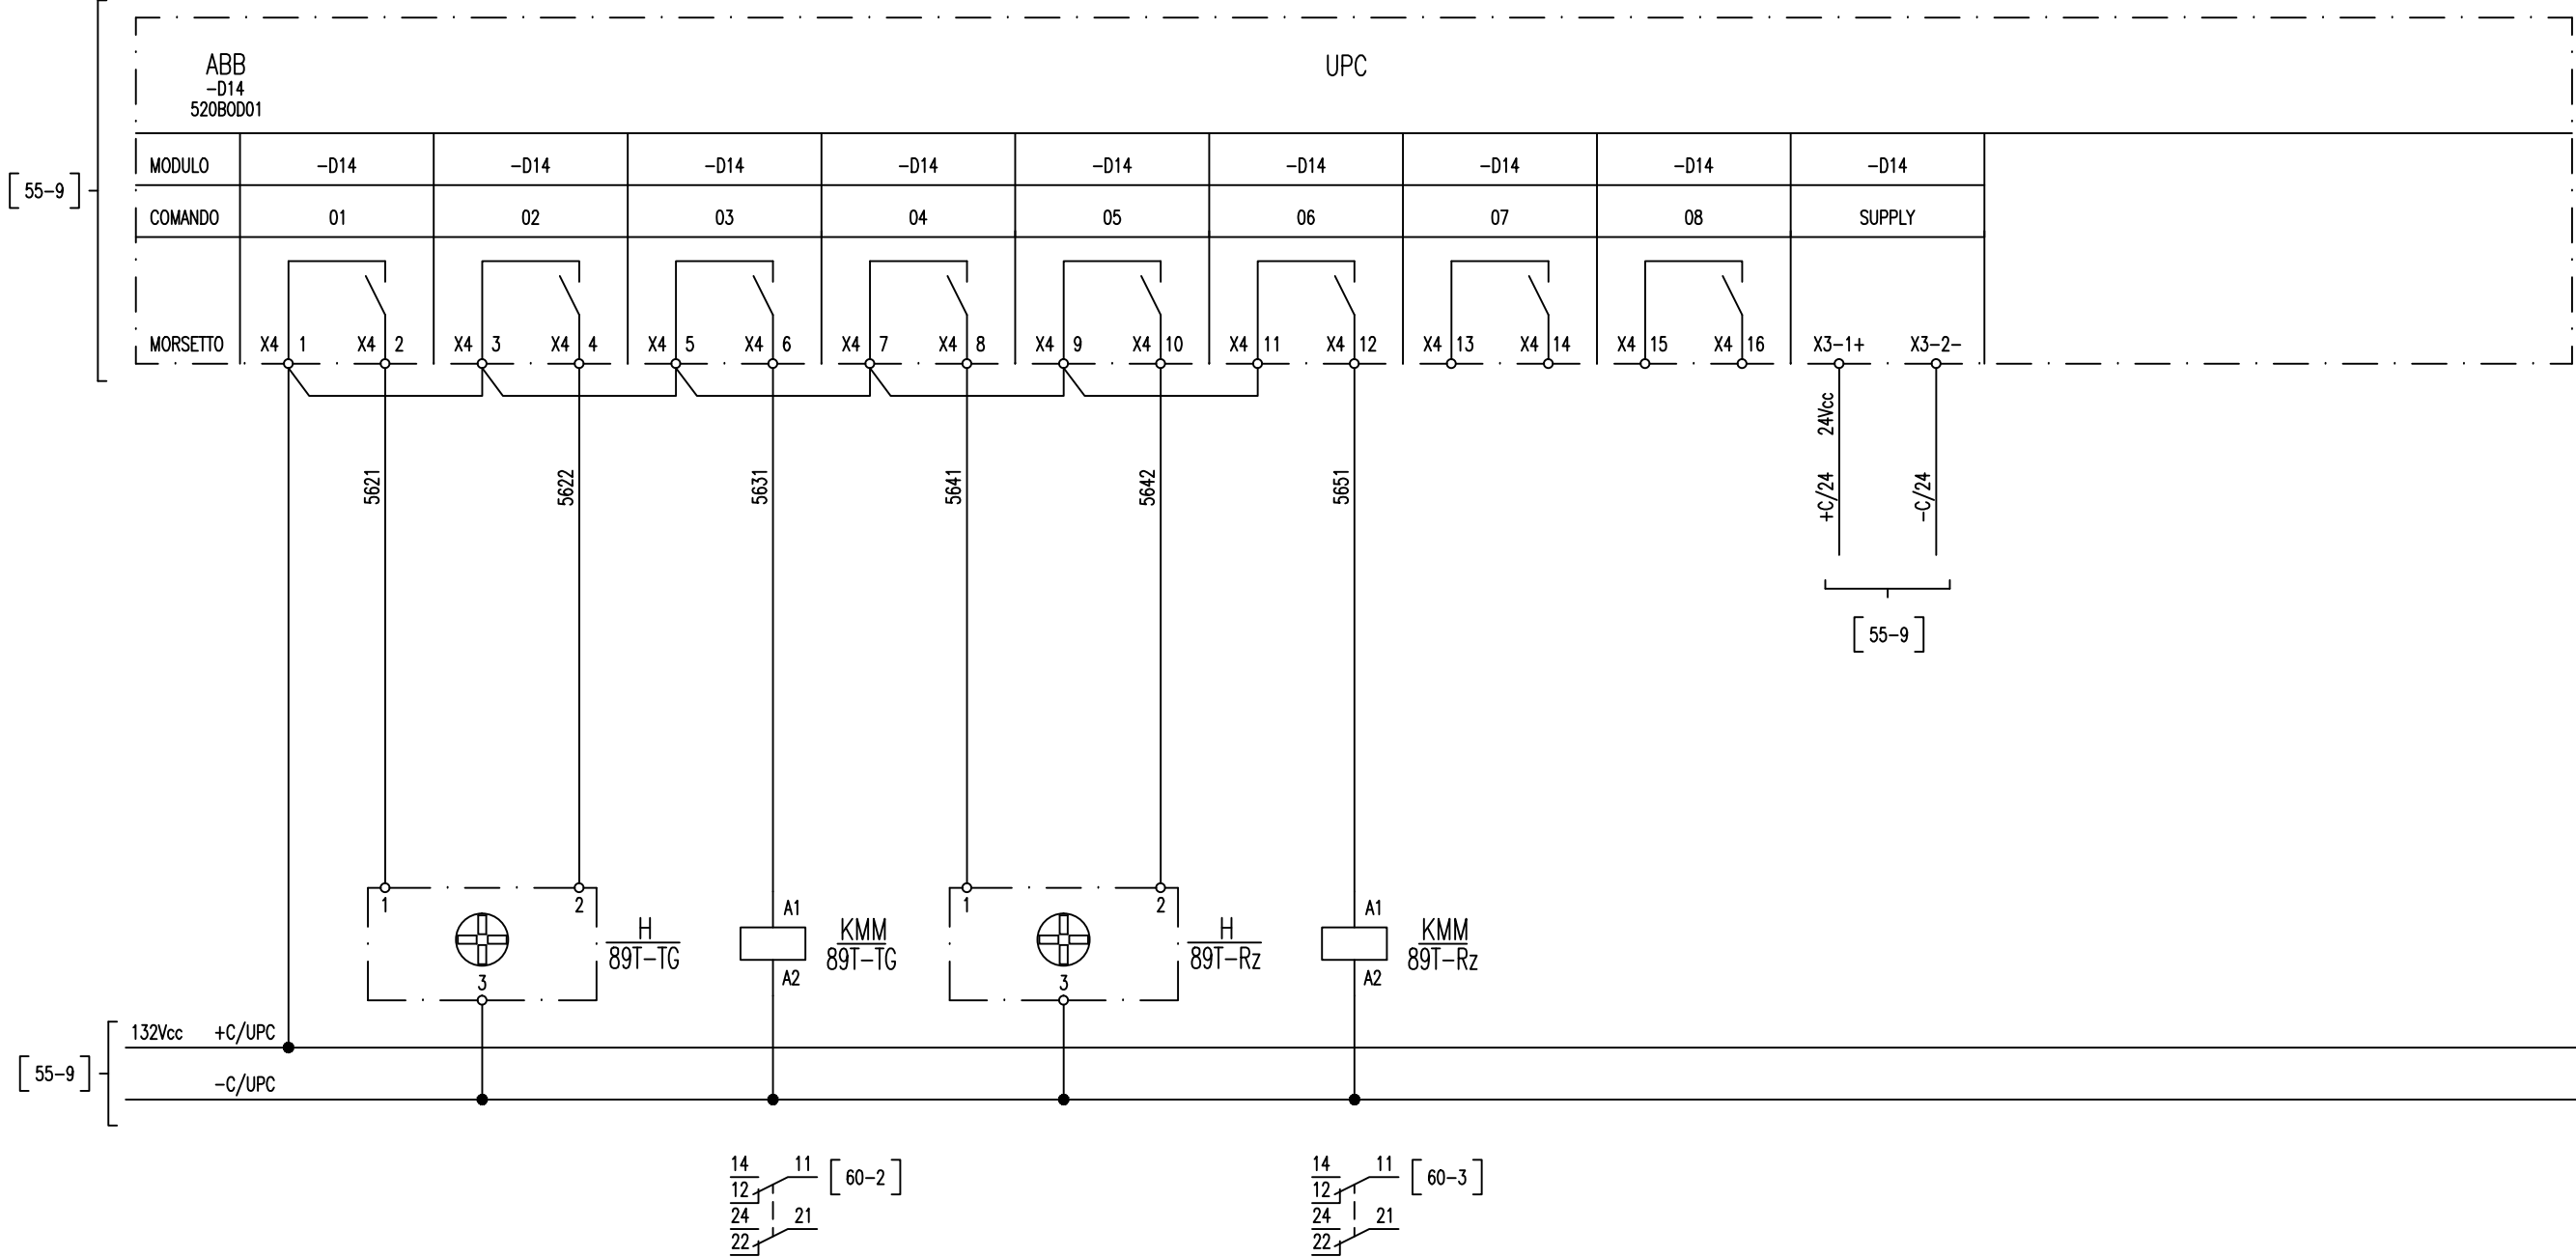 ABB
-D14
520BOD01
UPC
MODULO -D14 -D14 -D14 -D14 -D14 -D14 -D14 -D14 -D14
[55-9]
COMANDO 01 02 03 04 05 06 07 08 SUPPLY
MORSETTO X4 1 X4 2 X4 3 X4 4 X4 5 X4 6 X4 7 X4 8 X4 9 X4 10 X4 11 X4 12 X4 13 X4 14 X4 15 X4 16 X3-1+ X3-2-
24Vcc
5621 5622 5631 5641 5642 5651 +C/24 -C/24
[55-9]
1 2 A1 1 2 A1
H
89T-TG
KMM
89T-TG
H
89T-Rz
KMM
89T-Rz
3 A2 3 A2
132Vcc +C/UPC
[55-9]
-C/UPC
14 11 [60-2] 14 11 [60-3]
12 12
24 21 24 21
22 22